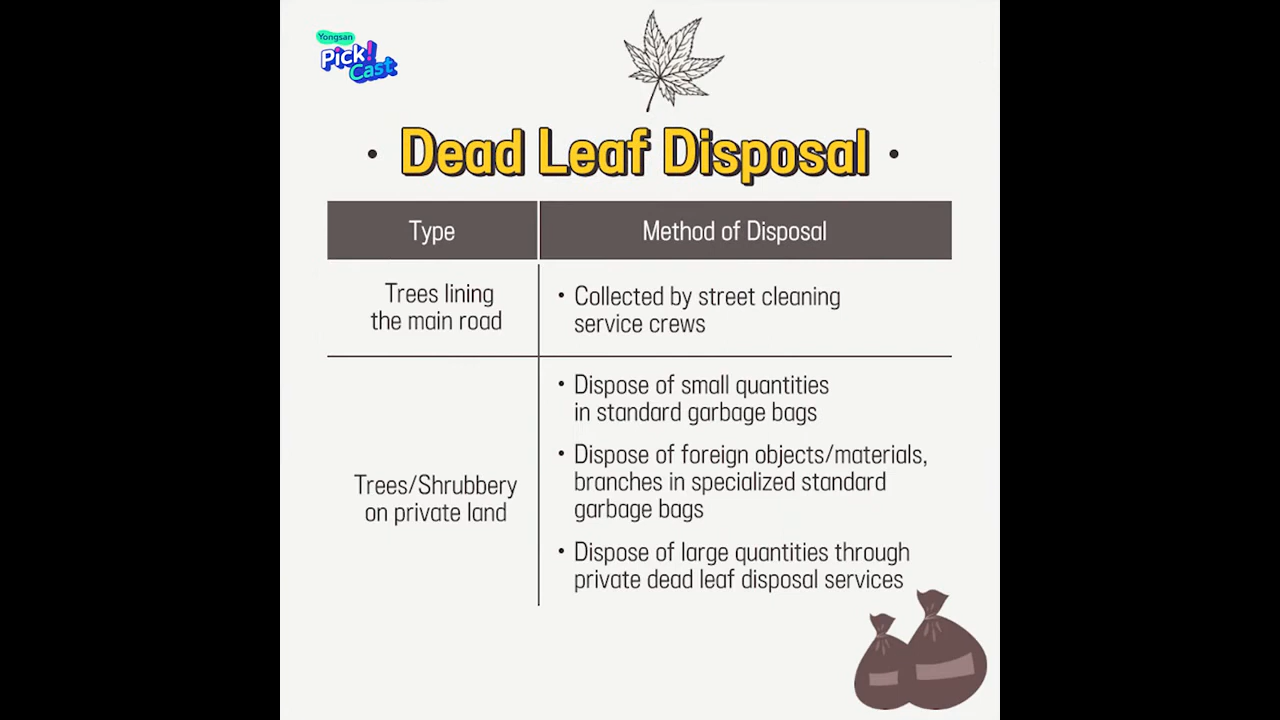 Yongsan
Pick!
Cast
• Dead Leaf Disposal •
Type
Method of Disposal
Trees lining
the main road
• Collected by street cleaning
service crews
Trees/Shrubbery
on private land
• Dispose of small quantities
in standard garbage bags
• Dispose of foreign objects/materials,
branches in specialized standard
garbage bags
• Dispose of large quantities through
private dead leaf disposal services